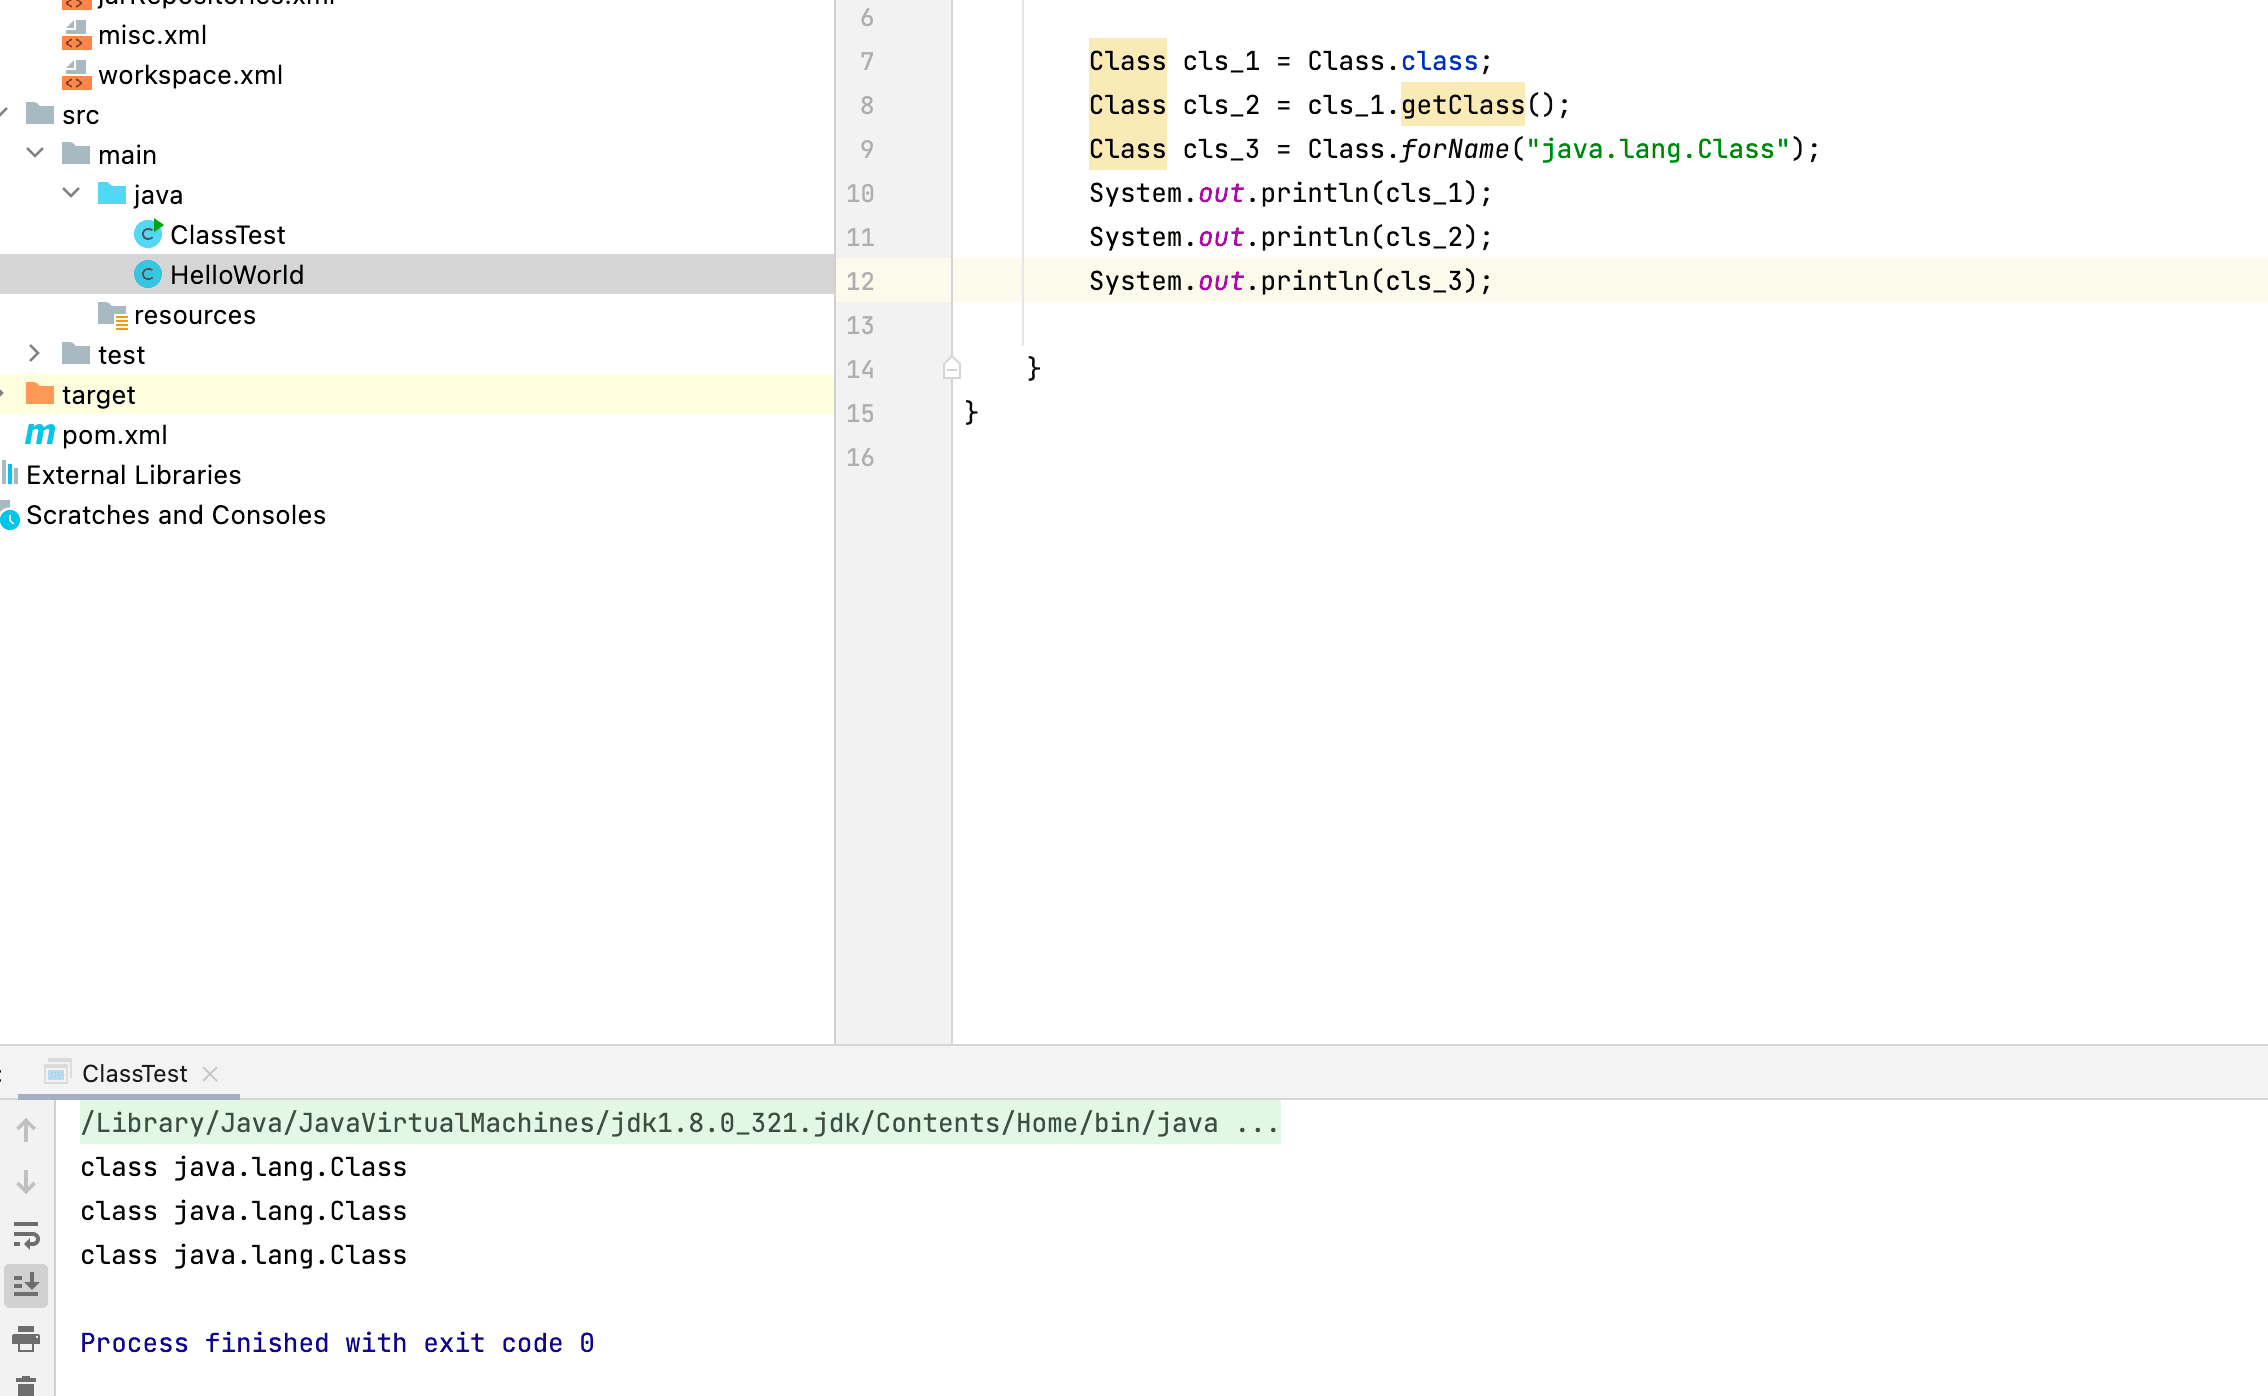 jarRepositories.xml
misc.xml
workspace.xml
src
main
java
ClassTest
HelloWorld
resources
test
target
pom.xml
External Libraries
Scratches and Consoles
6
7 Class cls_1 = Class.class;
8 Class cls_2 = cls_1.getClass();
9 Class cls_3 = Class.forName("java.lang.Class");
10 System.out.println(cls_1);
11 System.out.println(cls_2);
12 System.out.println(cls_3);
13
14 }
15 }
16
ClassTest
/Library/Java/JavaVirtualMachines/jdk1.8.0_321.jdk/Contents/Home/bin/java ...
class java.lang.Class
class java.lang.Class
class java.lang.Class
Process finished with exit code 0